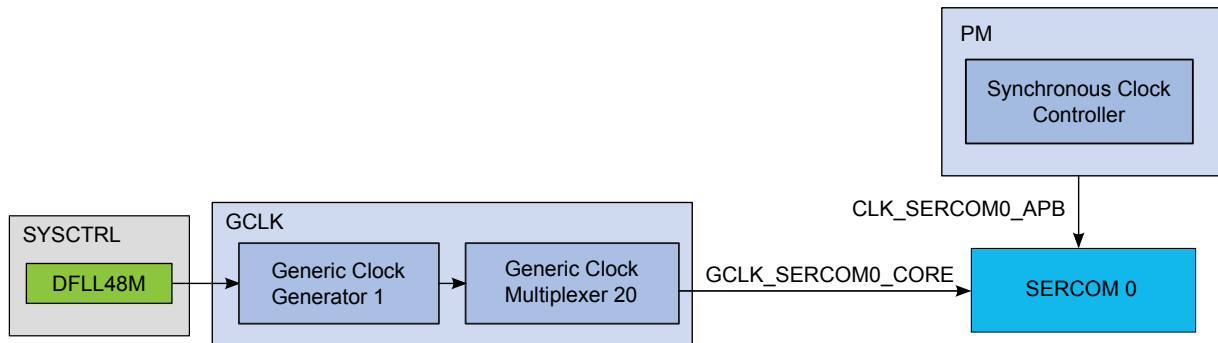 PM
Synchronous Clock
Controller
CLK_SERCOM0_APB
SYSCTRL
DFLL48M
GCLK
Generic Clock
Generator 1
Generic Clock
Multiplexer 20
GCLK_SERCOM0_CORE
SERCOM 0